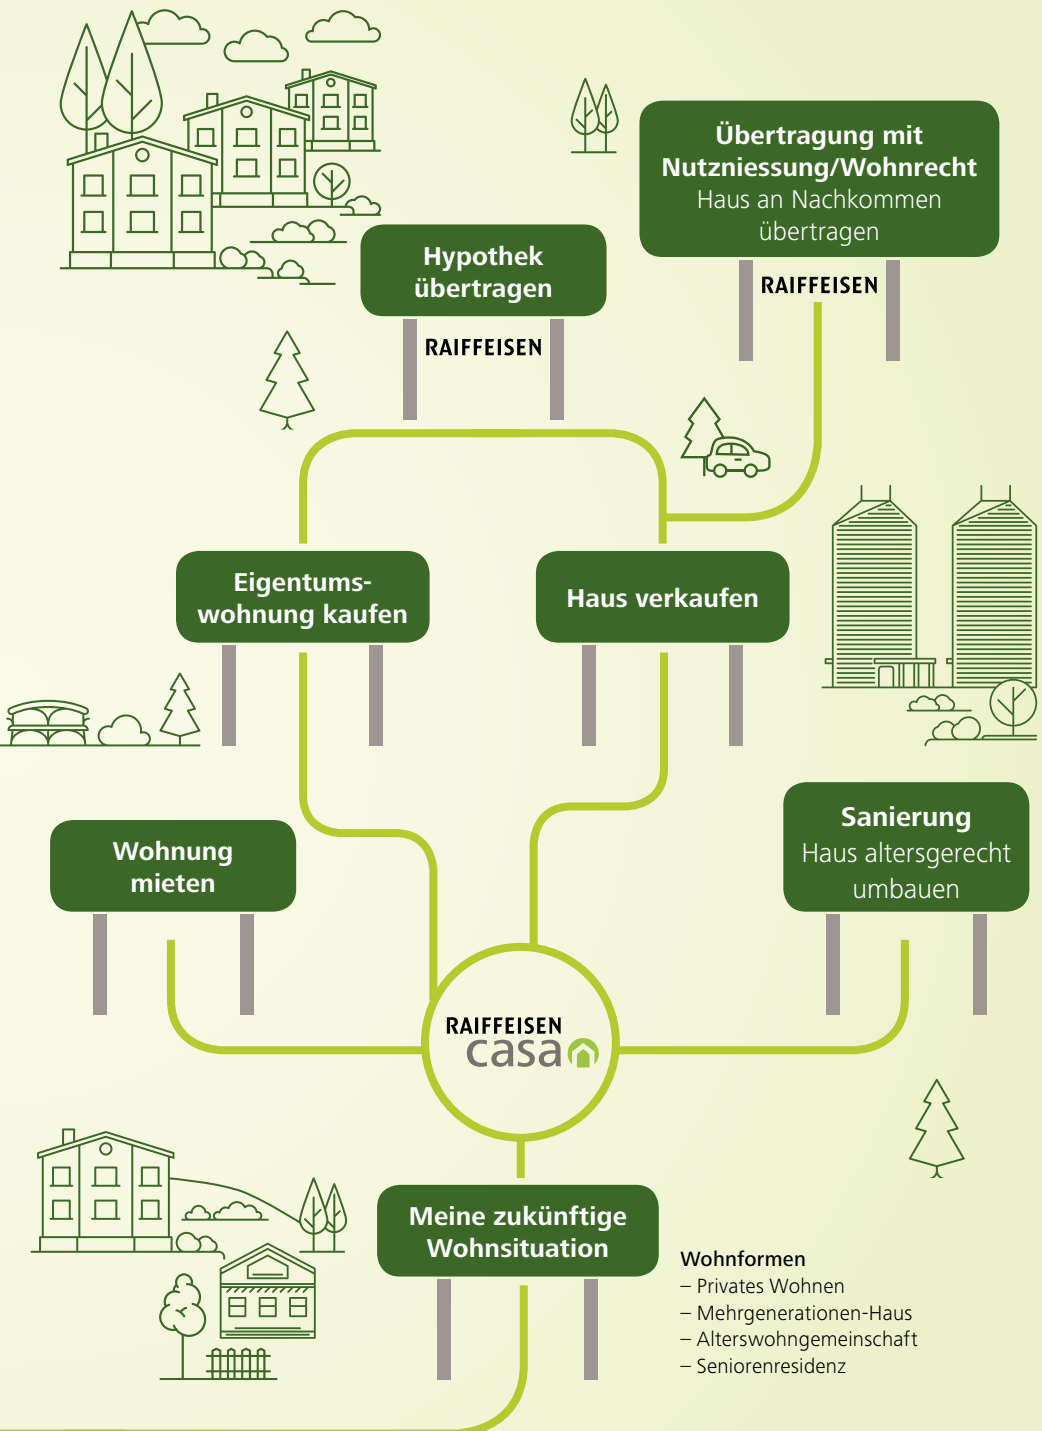 Übertragung mit
Nutzniessung/Wohnrecht
Haus an Nachkommen
übertragen
RAIFFEISEN
Hypothek
übertragen
RAIFFEISEN
Eigentums-
wohnung kaufen
Haus verkaufen
Wohnung
mieten
Sanierung
Haus altersgerecht
umbauen
RAIFFEISEN
casa
Meine zukünftige
Wohnsituation
Wohnformen
– Privates Wohnen
– Mehrgenerationen-Haus
– Alterswohngemeinschaft
– Seniorenresidenz